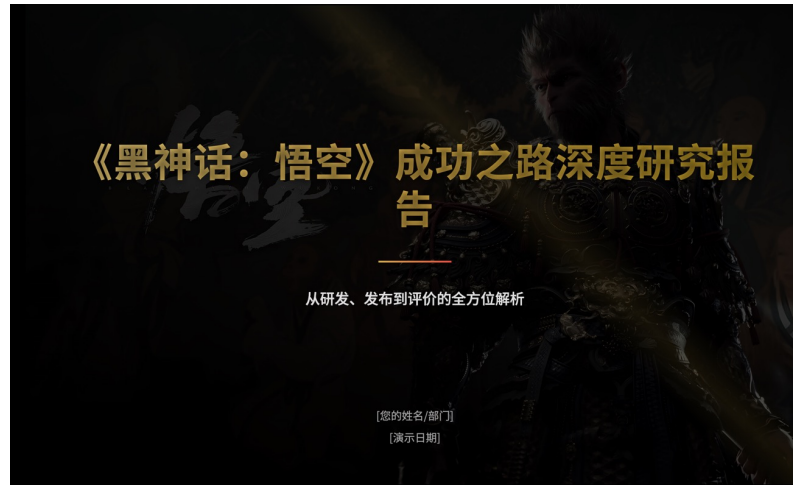 《黑神话：悟空》成功之路深度研究报
告
悟空
从研发、发布到评价的全方位解析
[您的姓名/部门]
[演示日期]